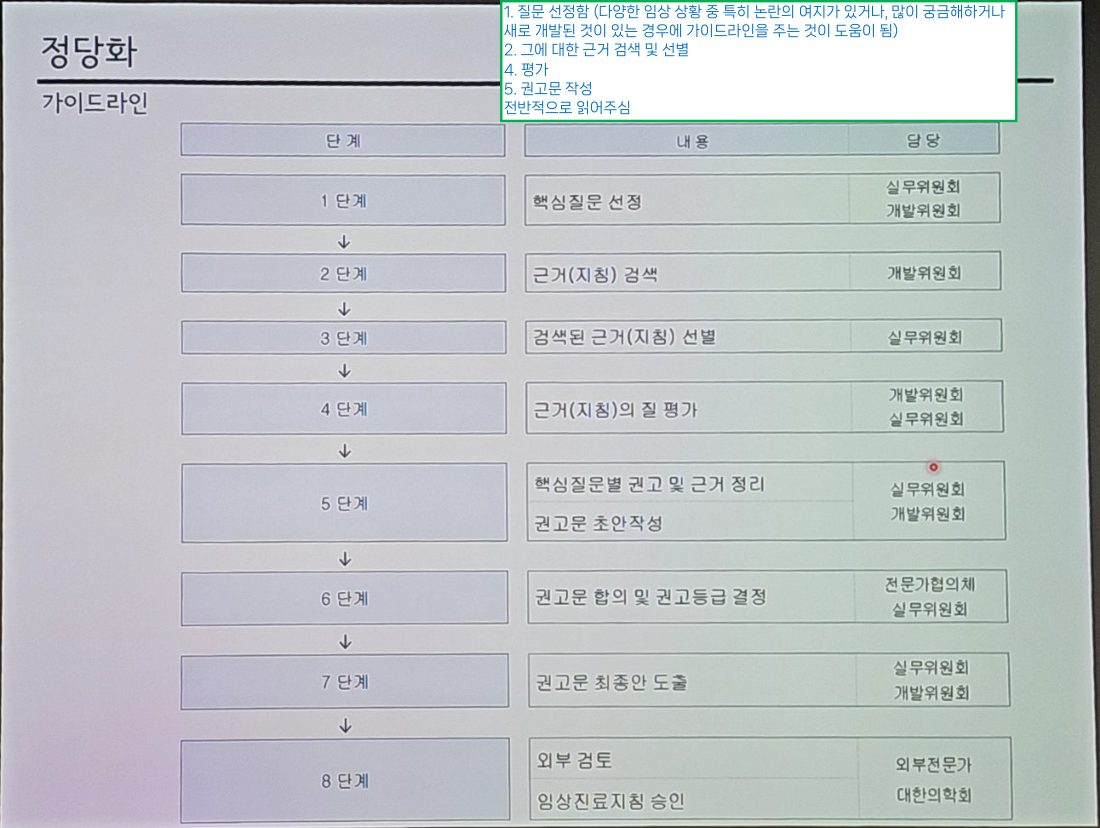 정당화
1. 질문 선정함 (다양한 임상 상황 중 특히 논란의 여지가 있거나, 많이 궁금해하거나
새로 개발된 것이 있는 경우에 가이드라인을 주는 것이 도움이 됨)
2. 그에 대한 근거 검색 및 선별
4. 평가
5. 권고문 작성
전반적으로 읽어주심
가이드라인
단계 내용 담당
1 단계 핵심질문 선정 실무위원회
개발위원회
↓
2 단계 근거(지침) 검색 개발위원회
↓
3 단계 검색된 근거(지침) 선별 실무위원회
↓
4 단계 근거(지침)의 질 평가 개발위원회
실무위원회
↓
5 단계 핵심질문별 권고 및 근거 정리 실무위원회
권고문 초안작성 개발위원회
↓
6 단계 권고문 합의 및 권고등급 결정 전문가협의체
실무위원회
↓
7 단계 권고문 최종안 도출 실무위원회
개발위원회
↓
8 단계 외부 검토 외부전문가
임상진료지침 승인 대한의학회